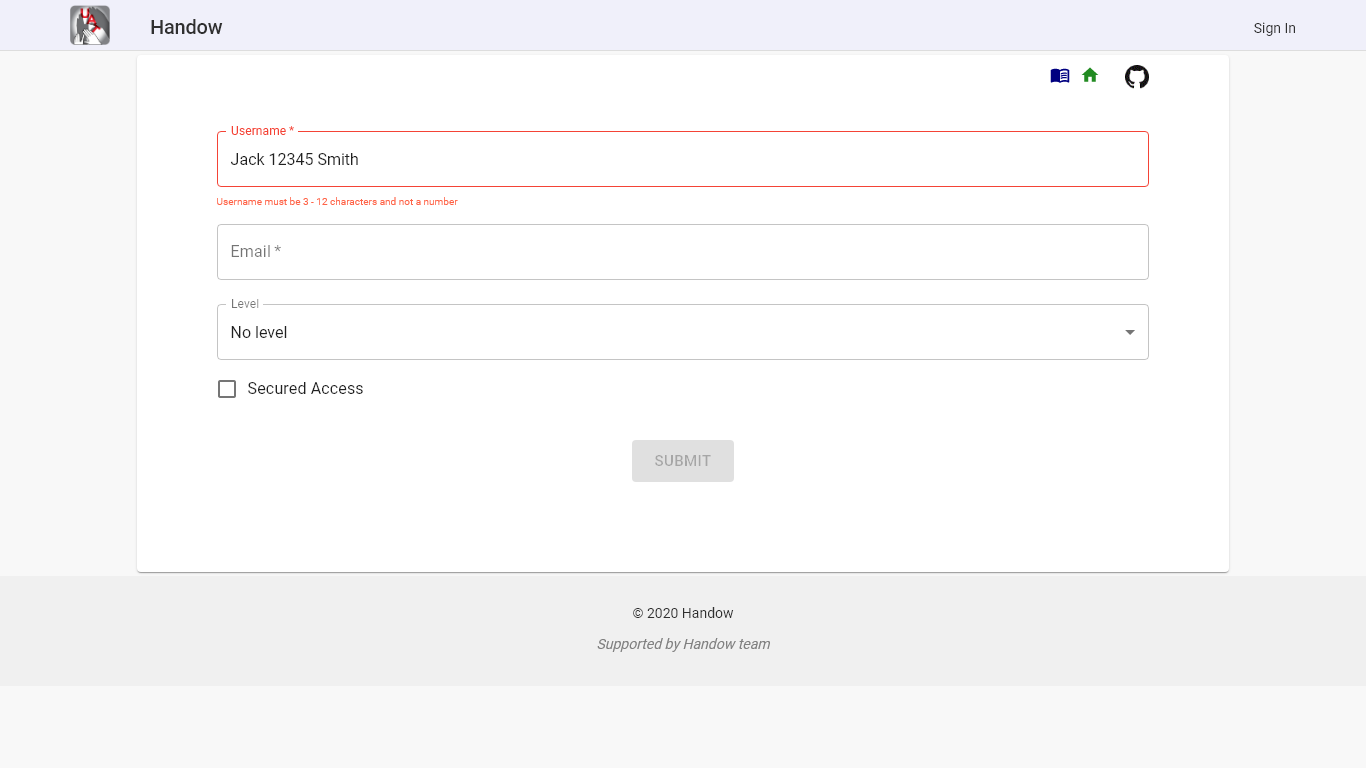 UAT
Handow
Sign In
Username *
Jack 12345 Smith
Username must be 3 - 12 characters and not a number
Email *
Level
No level
Secured Access
SUBMIT
© 2020 Handow
Supported by Handow team